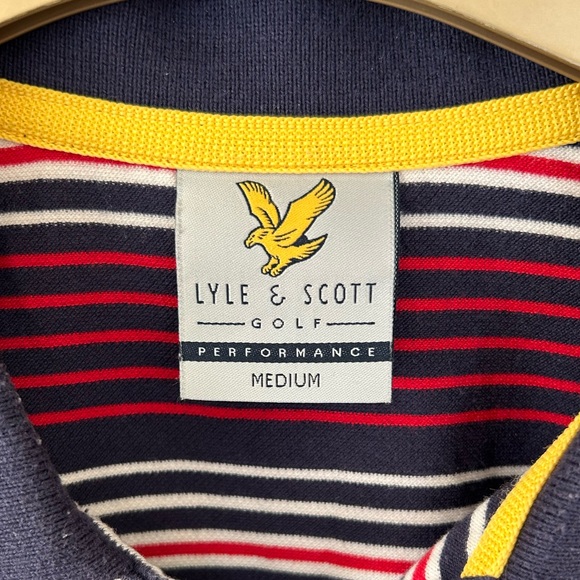 LYLE & SCOTT
GOLF
PERFORMANCE
MEDIUM